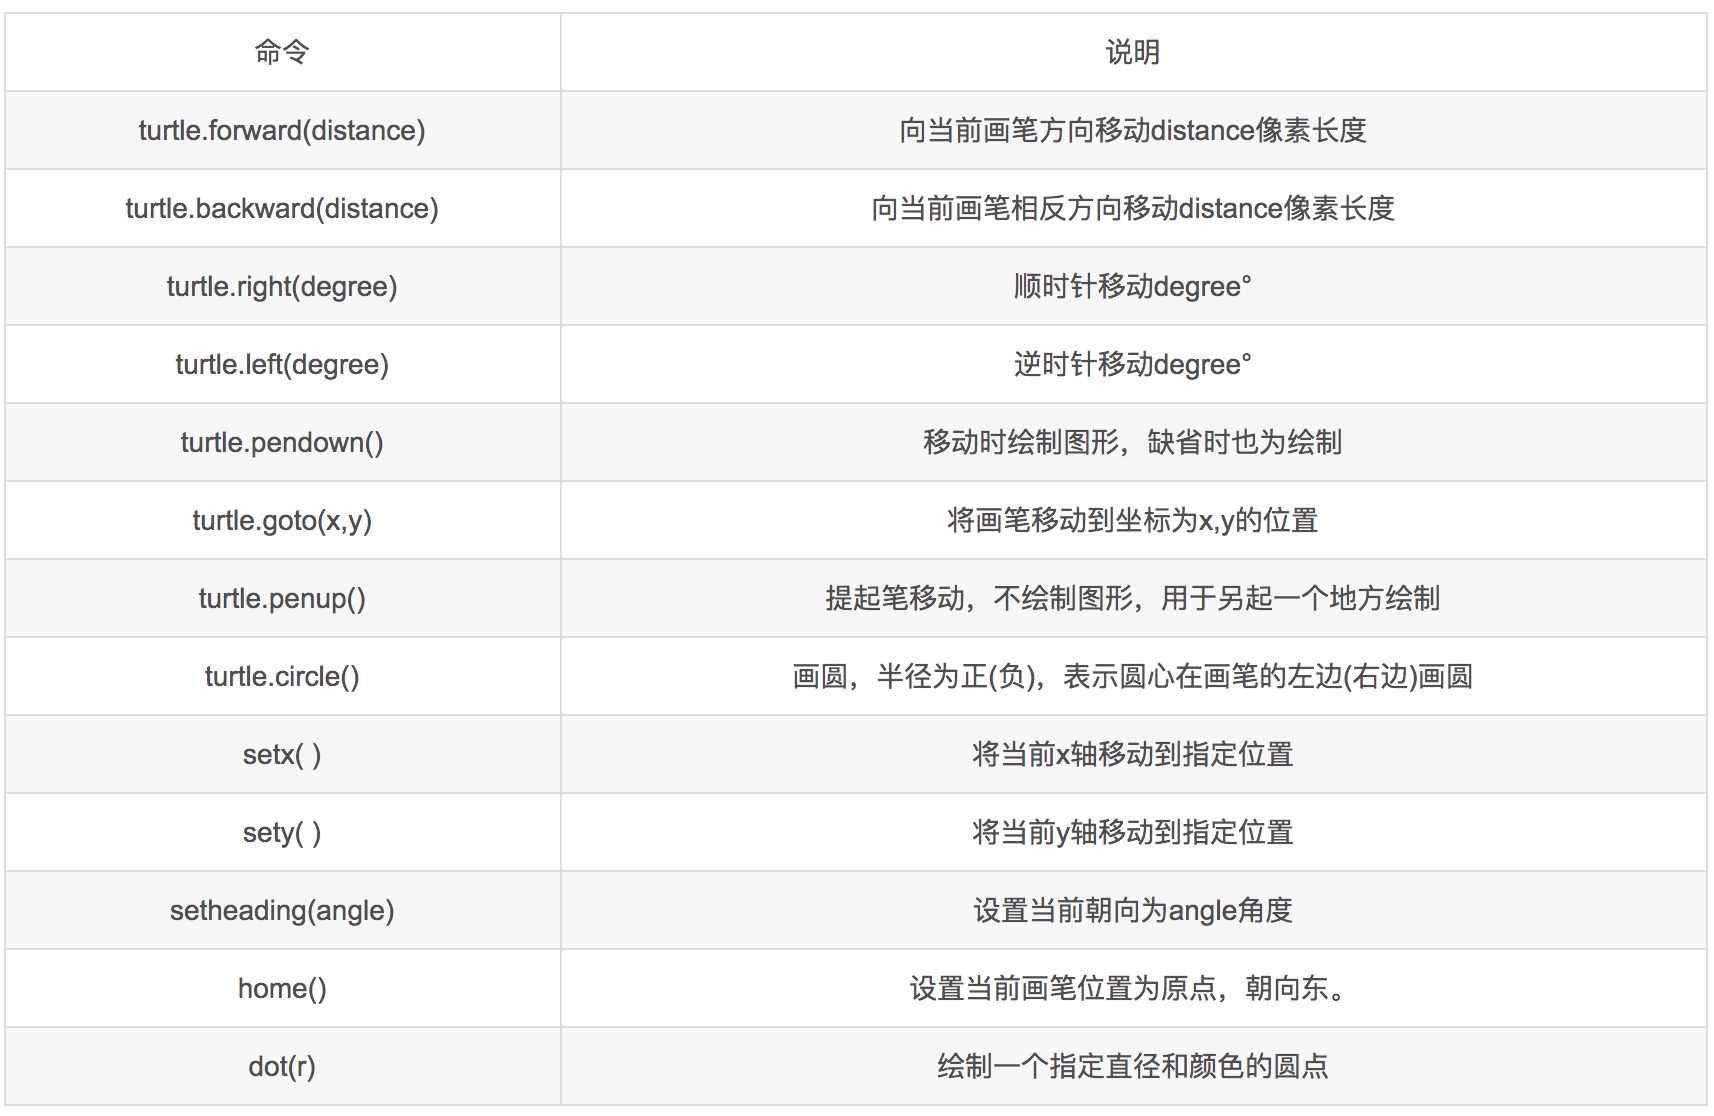 命令 说明
turtle.forward(distance) 向当前画笔方向移动distance像素长度
turtle.backward(distance) 向当前画笔相反方向移动distance像素长度
turtle.right(degree) 顺时针移动degree°
turtle.left(degree) 逆时针移动degree°
turtle.pendown() 移动时绘制图形，缺省时也为绘制
turtle.goto(x,y) 将画笔移动到坐标为x,y的位置
turtle.penup() 提起笔移动，不绘制图形，用于另起一个地方绘制
turtle.circle() 画圆，半径为正(负)，表示圆心在画笔的左边(右边)画圆
setx( ) 将当前x轴移动到指定位置
sety( ) 将当前y轴移动到指定位置
setheading(angle) 设置当前朝向为angle角度
home() 设置当前画笔位置为原点，朝向东。
dot(r) 绘制一个指定直径和颜色的圆点